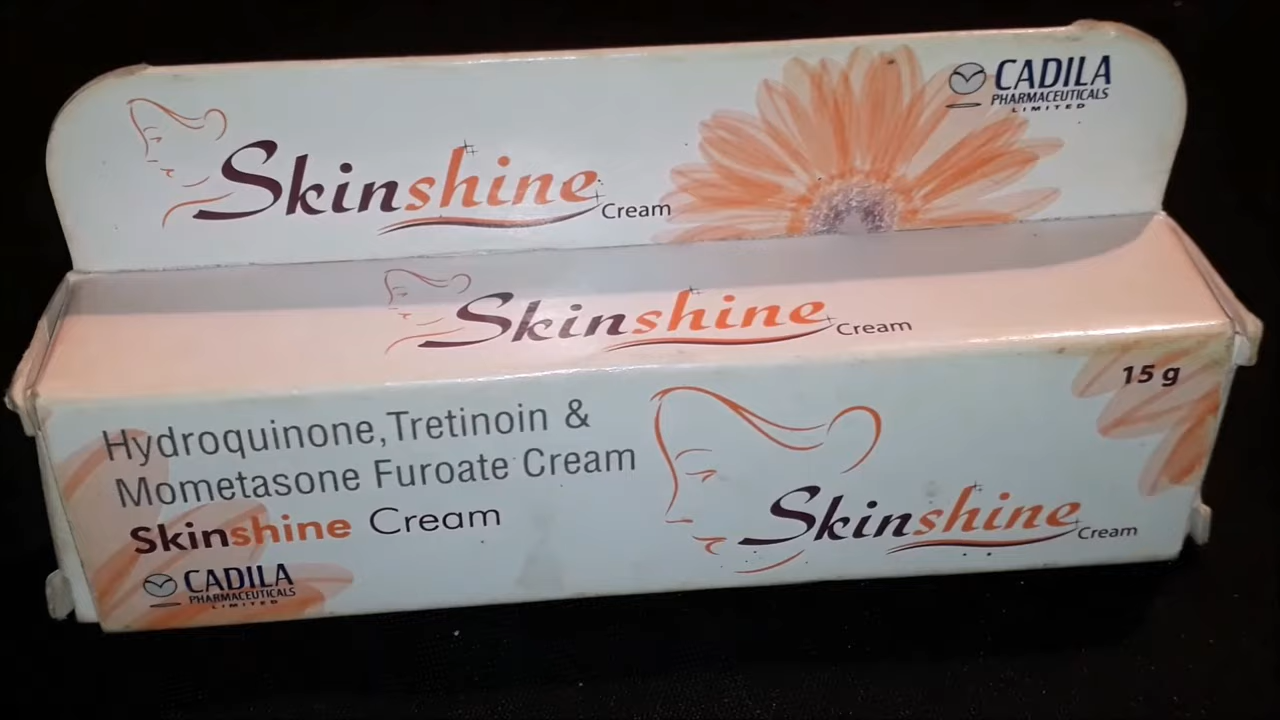 Skinshine Cream
CADILA
PHARMACEUTICALS
LIMITED
Skinshine Cream
15 g
Hydroquinone, Tretinoin &
Mometasone Furoate Cream
Skinshine Cream
CADILA
PHARMACEUTICALS
LIMITED
Skinshine Cream